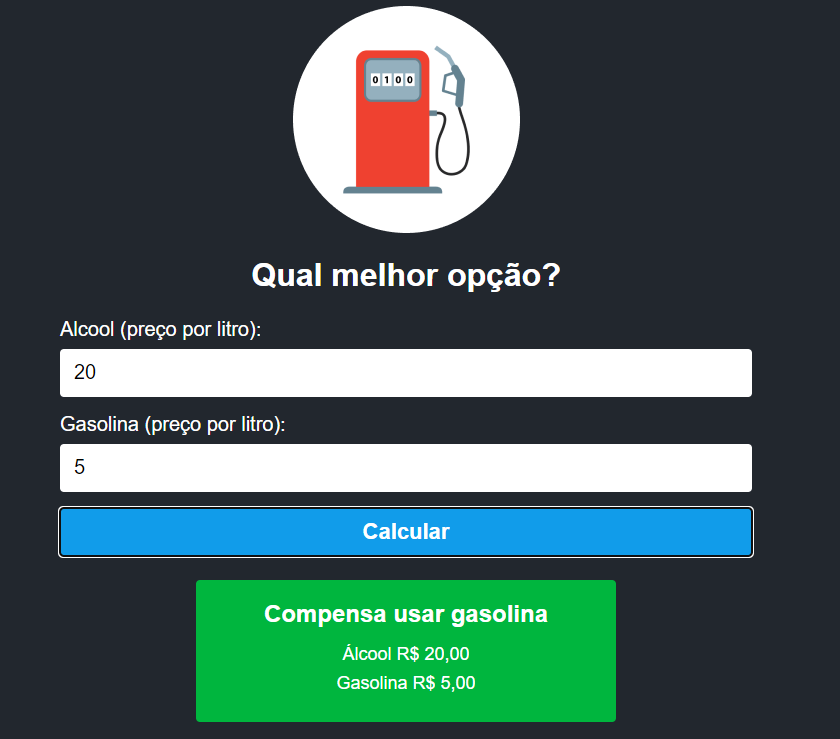 0100
Qual melhor opção?
Alcool (preço por litro):
20
Gasolina (preço por litro):
5
Calcular
Compensa usar gasolina
Álcool R$ 20,00
Gasolina R$ 5,00